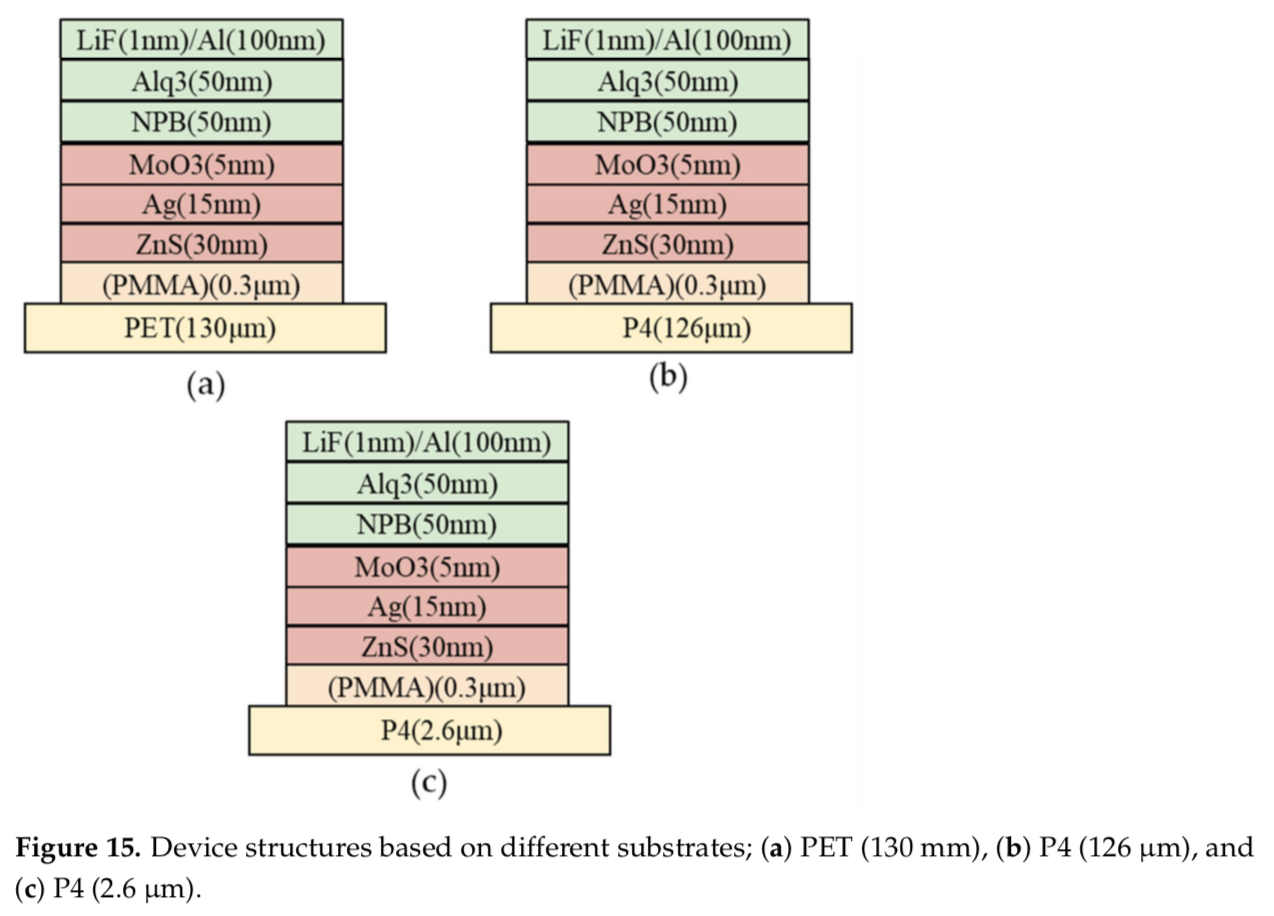 LiF(1nm)/Al(100nm)
Alq3(50nm)
NPB(50nm)
MoO3(5nm)
Ag(15nm)
ZnS(30nm)
(PMMA)(0.3μm)
PET(130μm)
(a)
LiF(1nm)/Al(100nm)
Alq3(50nm)
NPB(50nm)
MoO3(5nm)
Ag(15nm)
ZnS(30nm)
(PMMA)(0.3μm)
P4(126μm)
(b)
LiF(1nm)/Al(100nm)
Alq3(50nm)
NPB(50nm)
MoO3(5nm)
Ag(15nm)
ZnS(30nm)
(PMMA)(0.3μm)
P4(2.6μm)
(c)
Figure 15. Device structures based on different substrates; (a) PET (130 mm), (b) P4 (126 μm), and
(c) P4 (2.6 μm).